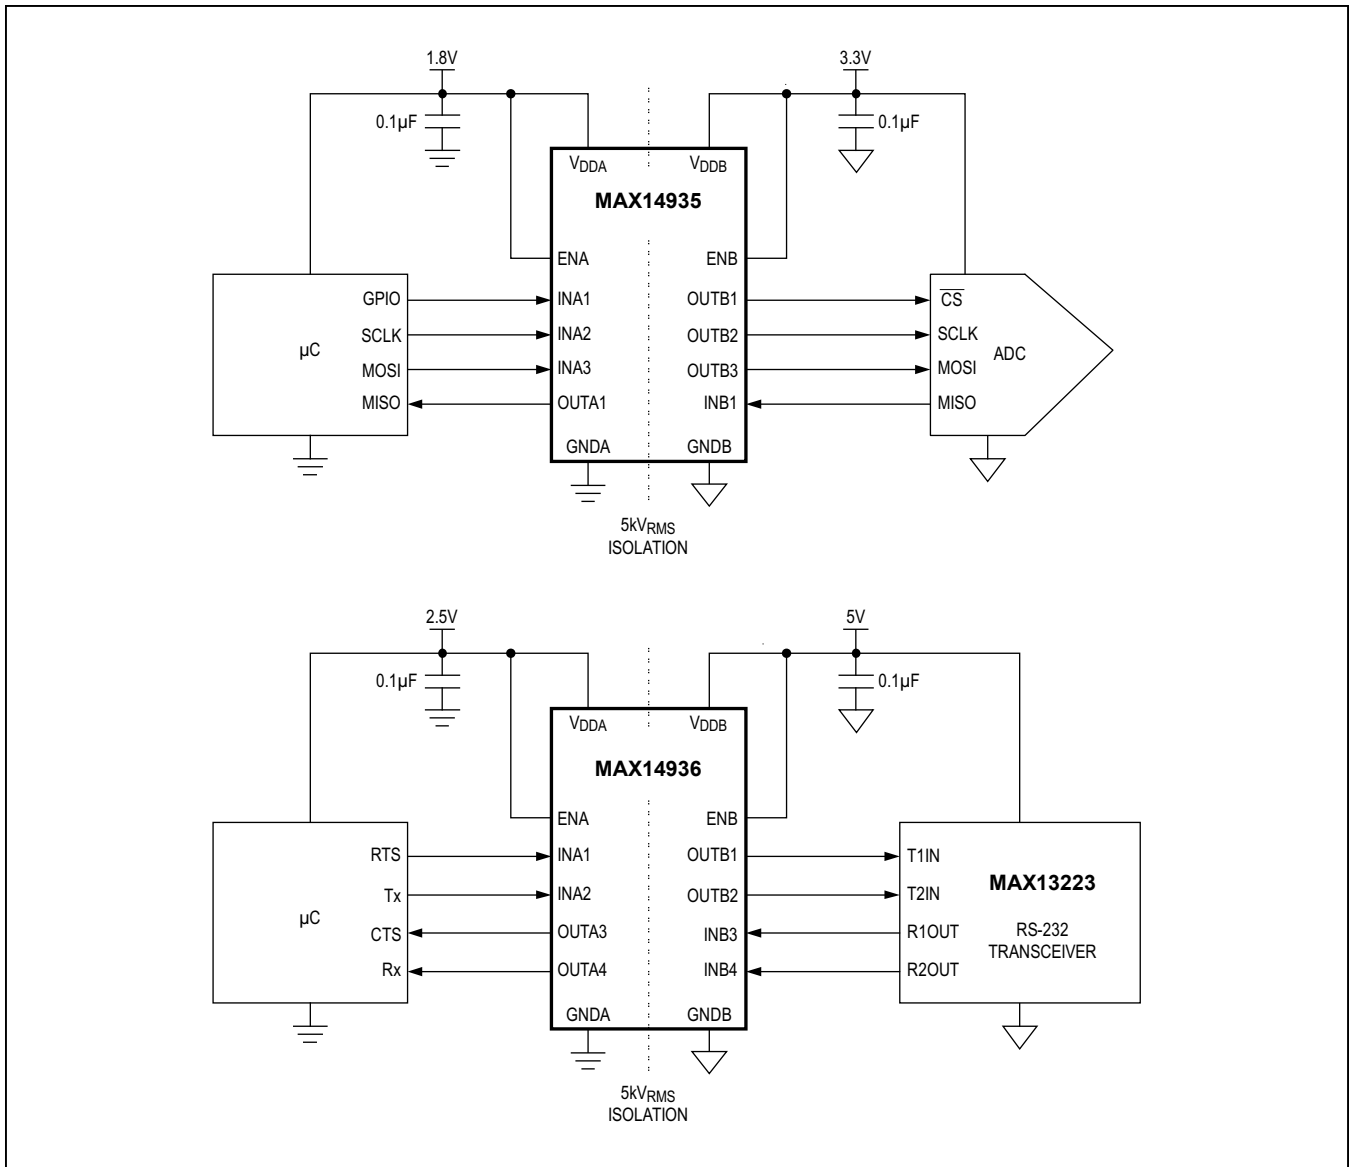 1.8V
3.3V
0.1µF
0.1µF
VDDA
VDDB
MAX14935
ENA
ENB
GPIO
INA1
OUTB1
CS
SCLK
INA2
OUTB2
SCLK
µC
ADC
MOSI
INA3
OUTB3
MOSI
MISO
OUTA1
INB1
MISO
GNDA
GNDB
5kVRMS
ISOLATION
2.5V
5V
0.1µF
0.1µF
VDDA
VDDB
MAX14936
ENA
ENB
RTS
INA1
OUTB1
T1IN
MAX13223
Tx
INA2
OUTB2
T2IN
µC
CTS
OUTA3
INB3
R1OUT
RS-232
TRANSCEIVER
Rx
OUTA4
INB4
R2OUT
GNDA
GNDB
5kVRMS
ISOLATION